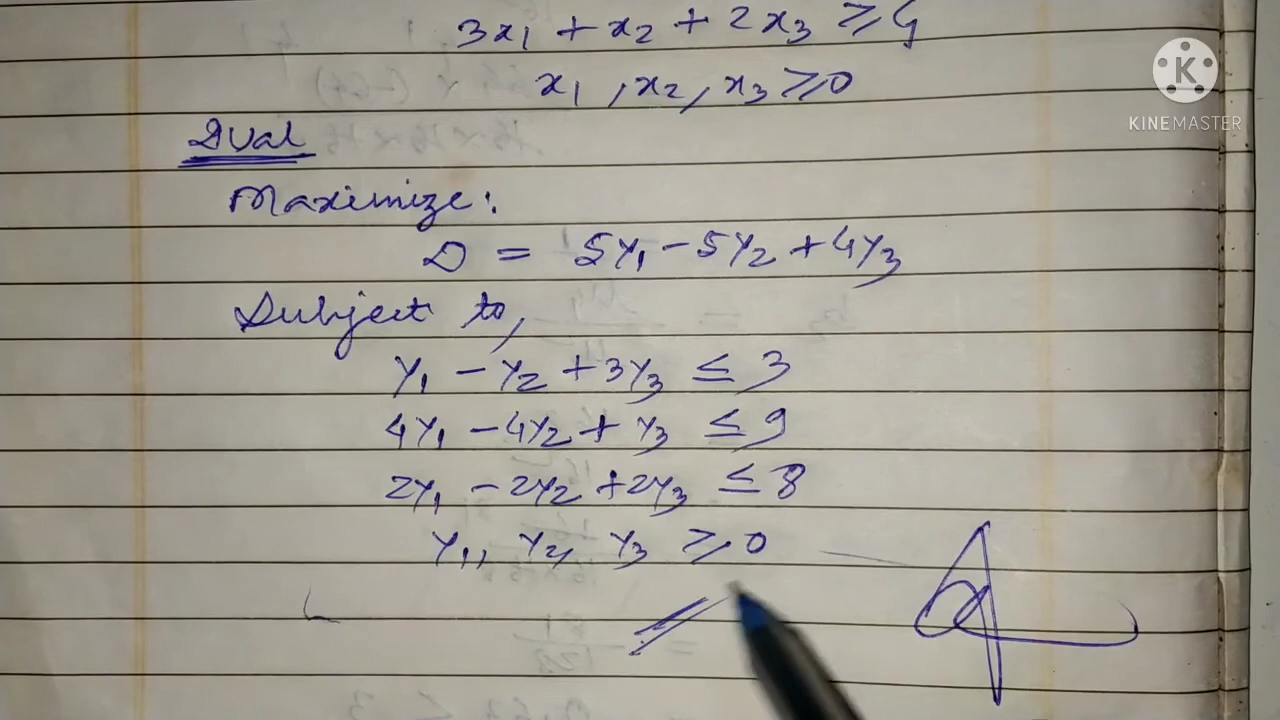 3x₁ + x₂ + 2x₃ ≥ 4
x₁, x₂, x₃ ≥ 0
KINEMASTER
Dual
Maximize:
D = 5y₁ - 5y₂ + 4y₃
Subject to,
y₁ - y₂ + 3y₃ ≤ 3
4y₁ - 4y₂ + y₃ ≤ 9
2y₁ - 2y₂ + 2y₃ ≤ 8
y₁, y₂, y₃ ≥ 0